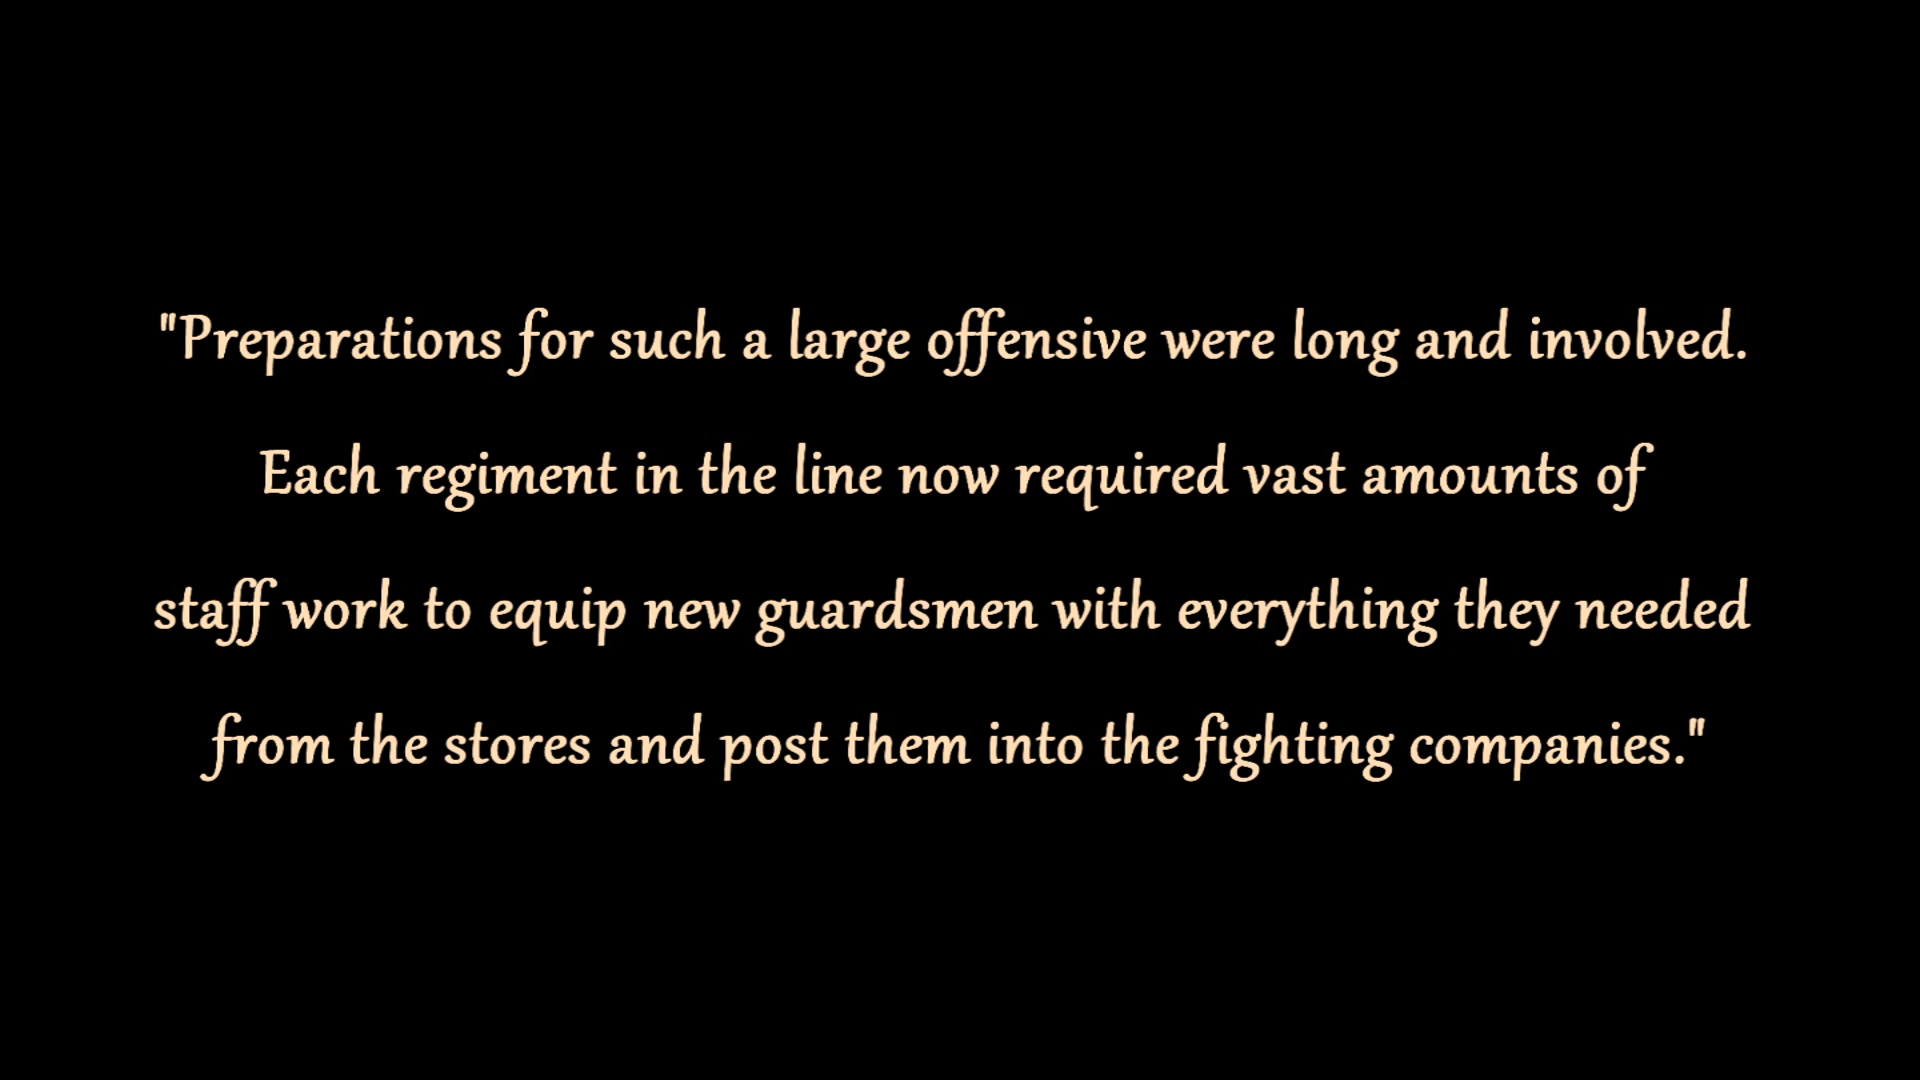 "Preparations for such a large offensive were long and involved.
Each regiment in the line now required vast amounts of
staff work to equip new guardsmen with everything they needed
from the stores and post them into the fighting companies."